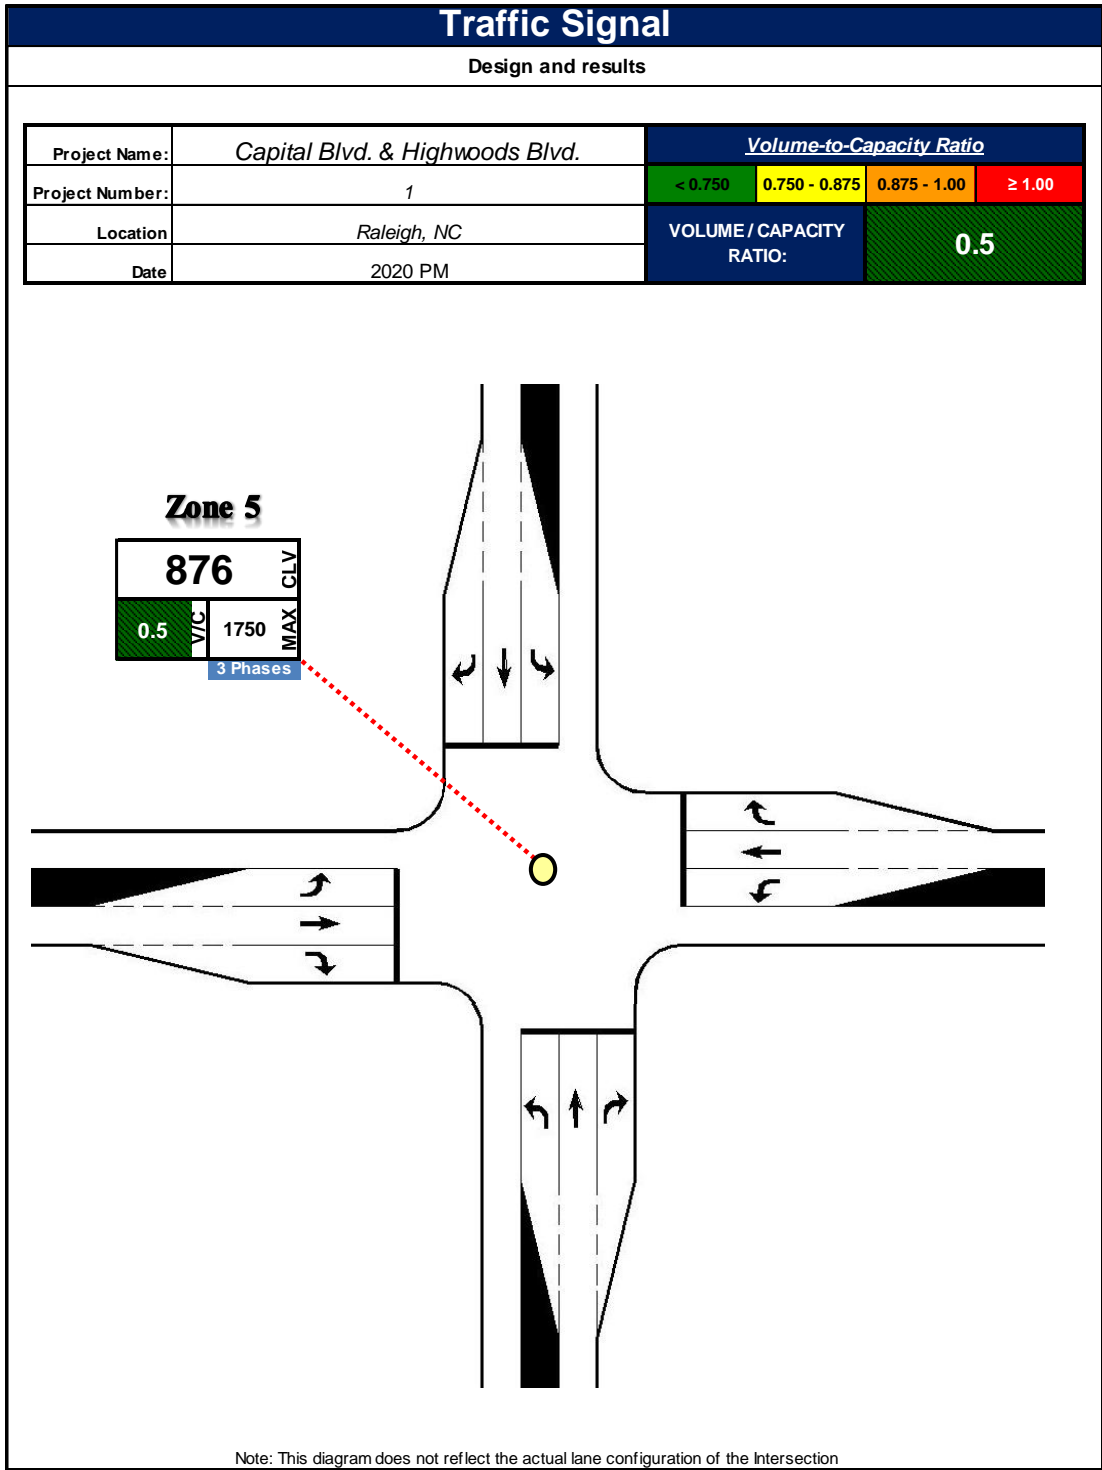 Traffic Signal
Design and results
Project Name: Capital Blvd. & Highwoods Blvd.
Volume-to-Capacity Ratio
Project Number: 1
< 0.750 0.750 - 0.875 0.875 - 1.00 ≥ 1.00
Location Raleigh, NC
VOLUME / CAPACITY
RATIO:
0.5
Date 2020 PM
Zone 5
876 CLV
0.5 V/C 1750 MAX
3 Phases
Note: This diagram does not reflect the actual lane configuration of the Intersection